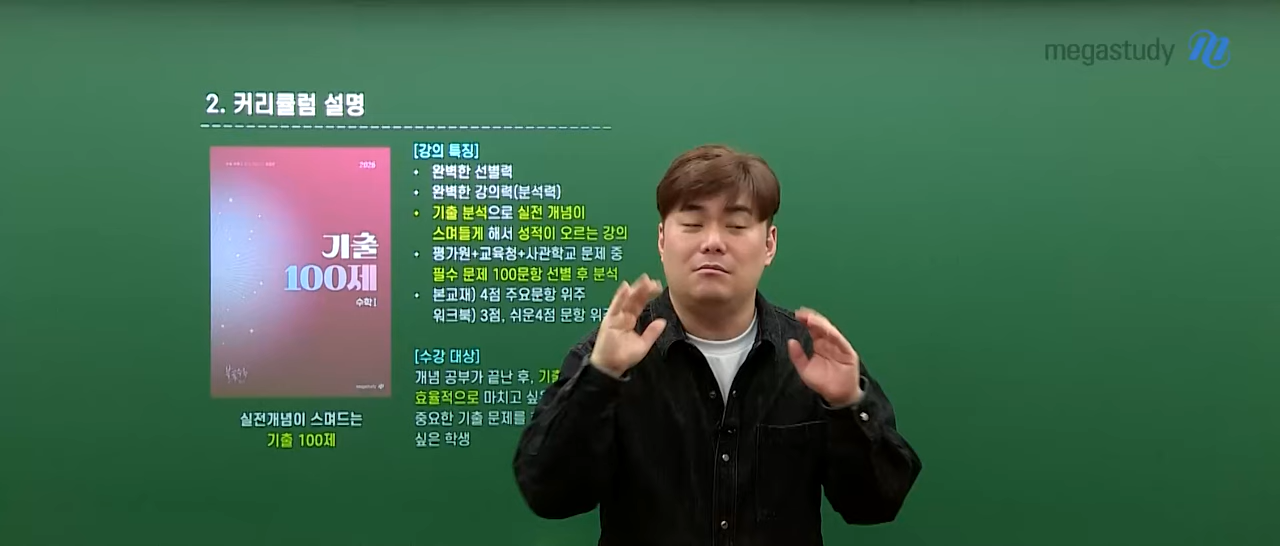 megastudy
2. 커리큘럼 설명
2026
기출
100제
수학 I
megastudy
실전개념이 스며드는
기출 100제
[강의 특징]
• 완벽한 선별력
• 완벽한 강의력(분석력)
• 기출 분석으로 실전 개념이
스며들게 해서 성적이 오르는 강의
• 평가원+교육청+사관학교 문제 중
필수 문제 100문항 선별 후 분석
• 본교재) 4점 주요문항 위주
워크북) 3점, 쉬운4점 문항
[수강 대상]
개념 공부가 끝난 후,
효율적으로 마치고
중요한 기출 문제를
싶은 학생